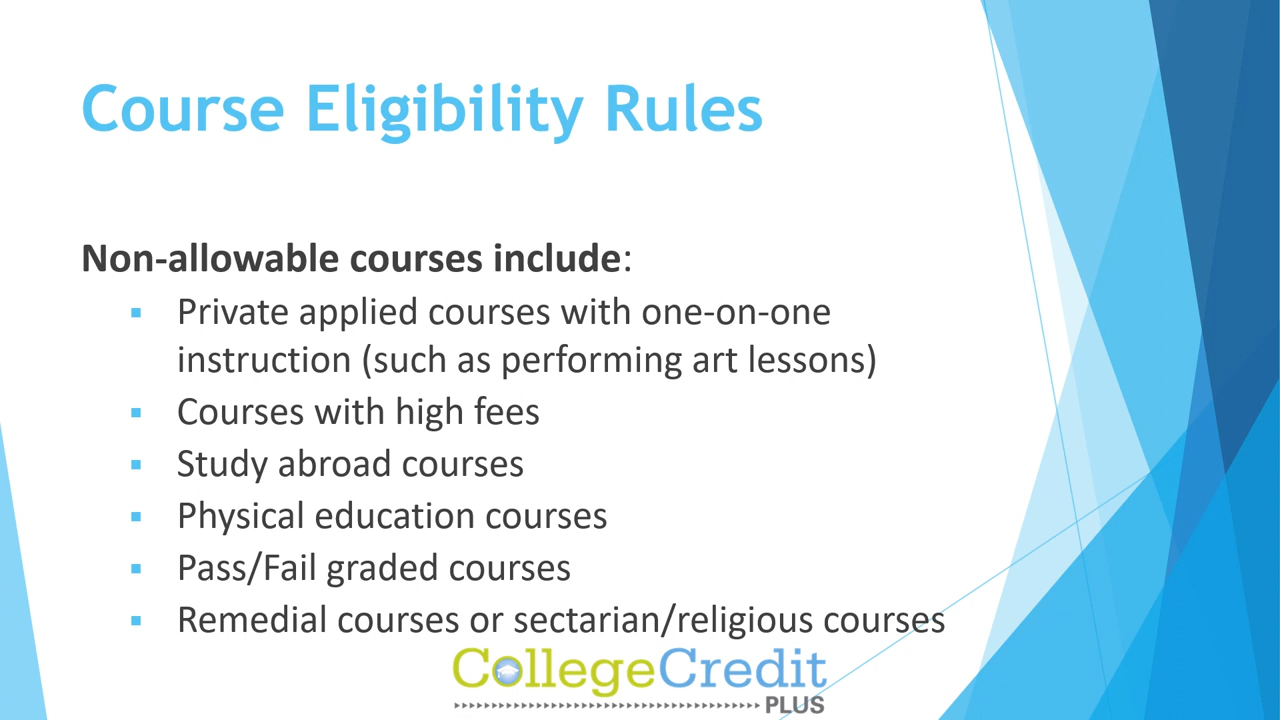 Course Eligibility Rules
Non-allowable courses include:
▪ Private applied courses with one-on-one
instruction (such as performing art lessons)
▪ Courses with high fees
▪ Study abroad courses
▪ Physical education courses
▪ Pass/Fail graded courses
▪ Remedial courses or sectarian/religious courses
CollegeCredit
PLUS